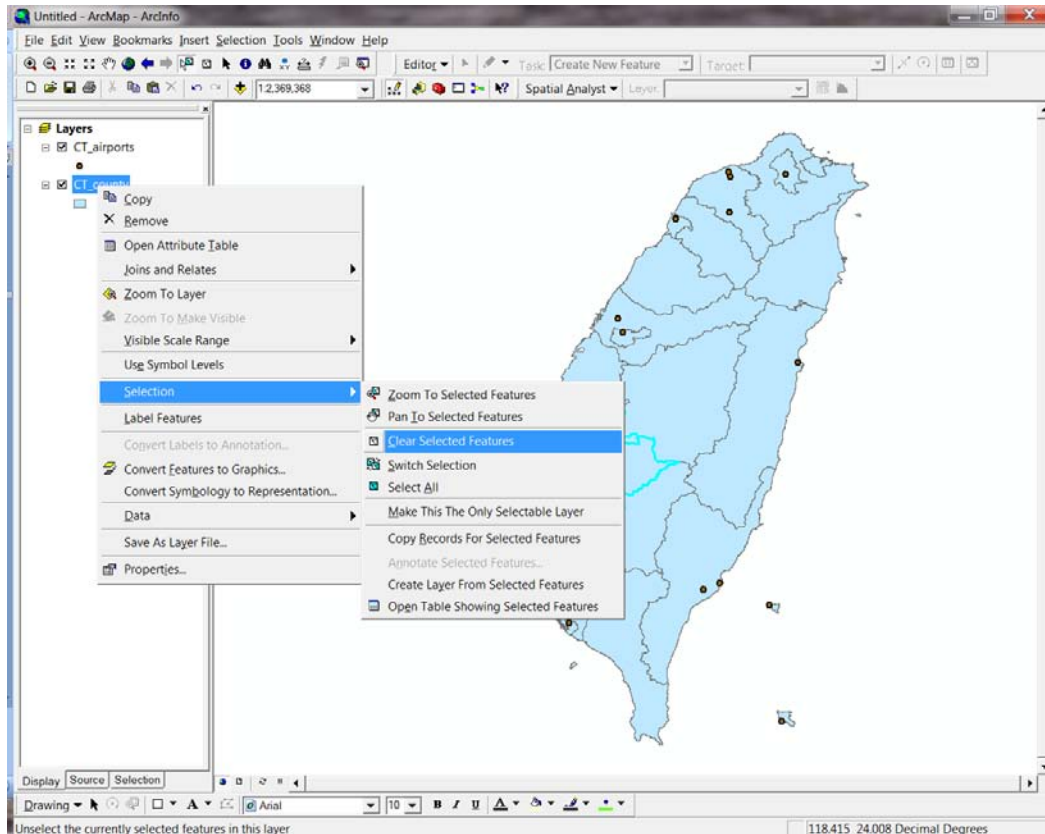 Untitled - ArcMap - ArcInfo
File Edit View Bookmarks Insert Selection Tools Window Help
Editor Task: Create New Feature Target:
1:2,369,368 Spatial Analyst Layer:
Layers
CT_airports
CT_county
Copy
Remove
Open Attribute Table
Joins and Relates
Zoom To Layer
Zoom To Make Visible
Visible Scale Range
Use Symbol Levels
Selection
Label Features
Convert Labels to Annotation...
Convert Features to Graphics...
Convert Symbology to Representation...
Data
Save As Layer File...
Properties...
Zoom To Selected Features
Pan To Selected Features
Clear Selected Features
Switch Selection
Select All
Make This The Only Selectable Layer
Copy Records For Selected Features
Annotate Selected Features...
Create Layer From Selected Features
Open Table Showing Selected Features
Display Source Selection
Drawing A Arial 10 B I U A
Unselect the currently selected features in this layer 118.415 24.008 Decimal Degrees